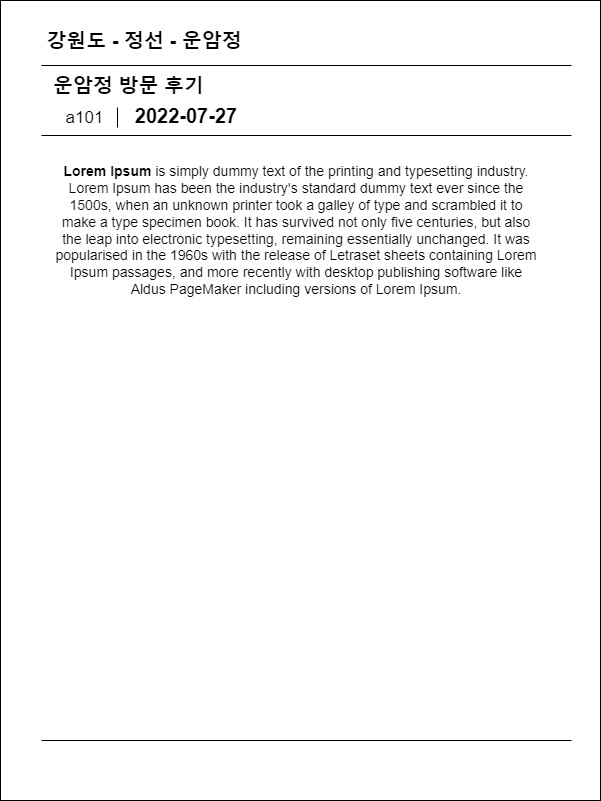 강원도 - 정선 - 운암정
운암정 방문 후기
a101 | 2022-07-27
Lorem Ipsum is simply dummy text of the printing and typesetting industry.
Lorem Ipsum has been the industry's standard dummy text ever since the
1500s, when an unknown printer took a galley of type and scrambled it to
make a type specimen book. It has survived not only five centuries, but also
the leap into electronic typesetting, remaining essentially unchanged. It was
popularised in the 1960s with the release of Letraset sheets containing Lorem
Ipsum passages, and more recently with desktop publishing software like
Aldus PageMaker including versions of Lorem Ipsum.